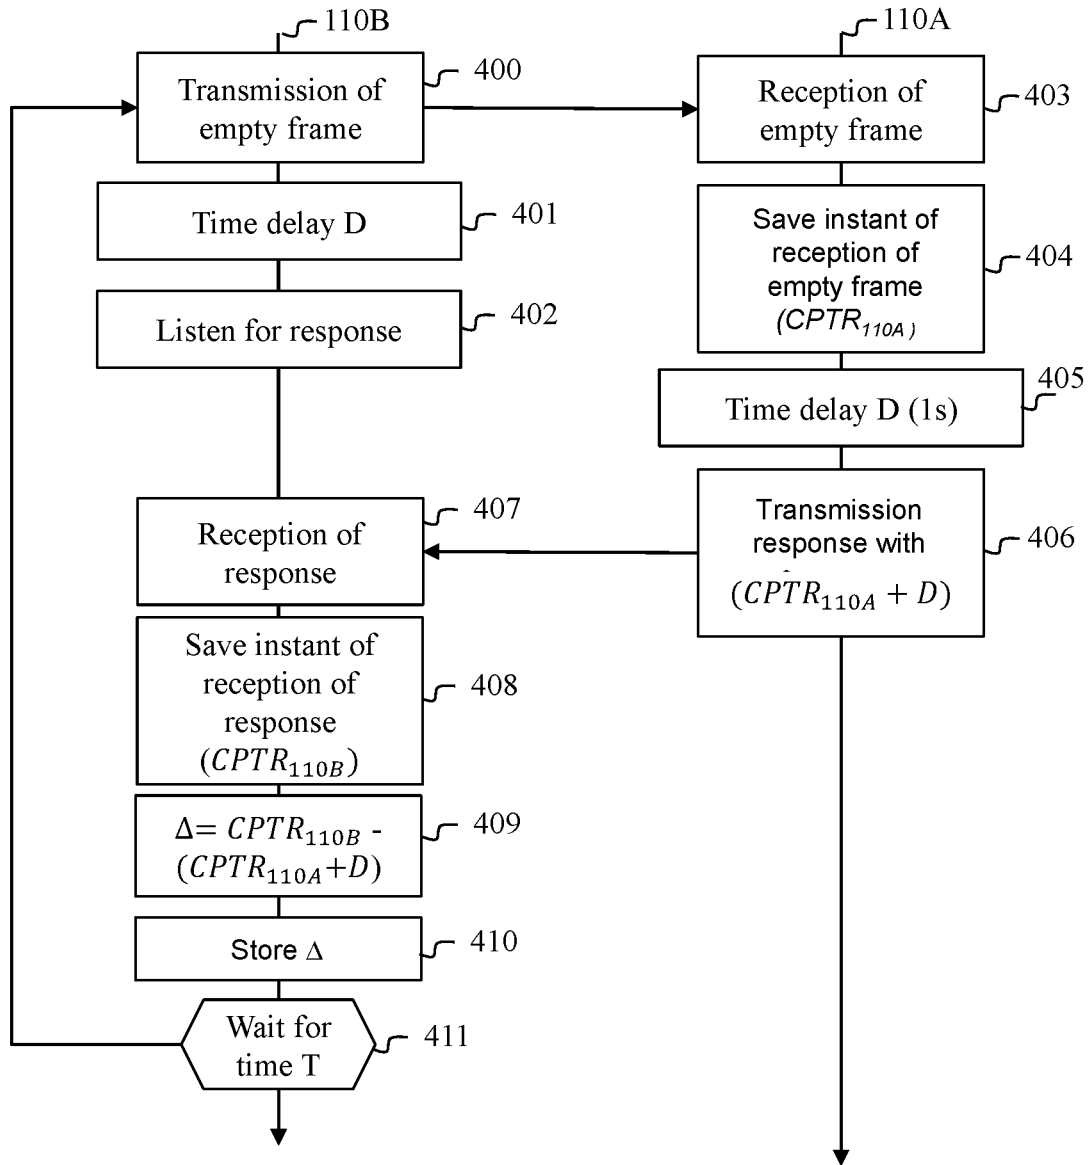 110B
400
Transmission of
empty frame
Time delay D
401
Listen for response
402
110A
Reception of
empty frame
403
Save instant of
reception of
empty frame
(CPTR110A)
404
Time delay D (1s)
405
Transmission
response with
(CPTR110A + D)
406
Reception of
response
407
Save instant of
reception of
response
(CPTR110B)
408
Δ= CPTR110B -
(CPTR110A+D)
409
Store Δ
410
Wait for
time T
411